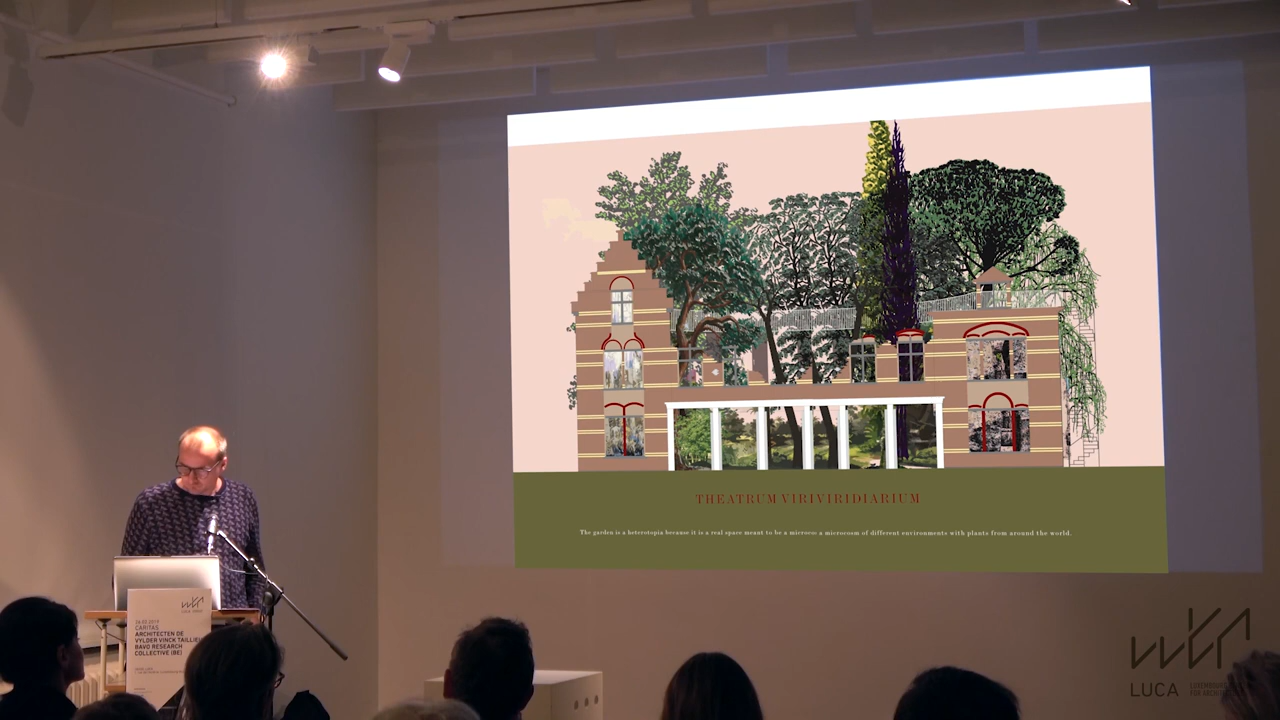 THEATRUM VIRIVIRIDIARIUM
The garden is a heterotopia because it is a real space meant to be a microcosm of different environments with plants from around the world.
CARITAS
ARCHITECTEN DE
VYLDER VINCK TAILLIEU
BAVO RESEARCH
COLLECTIVE (BE)
LUCA